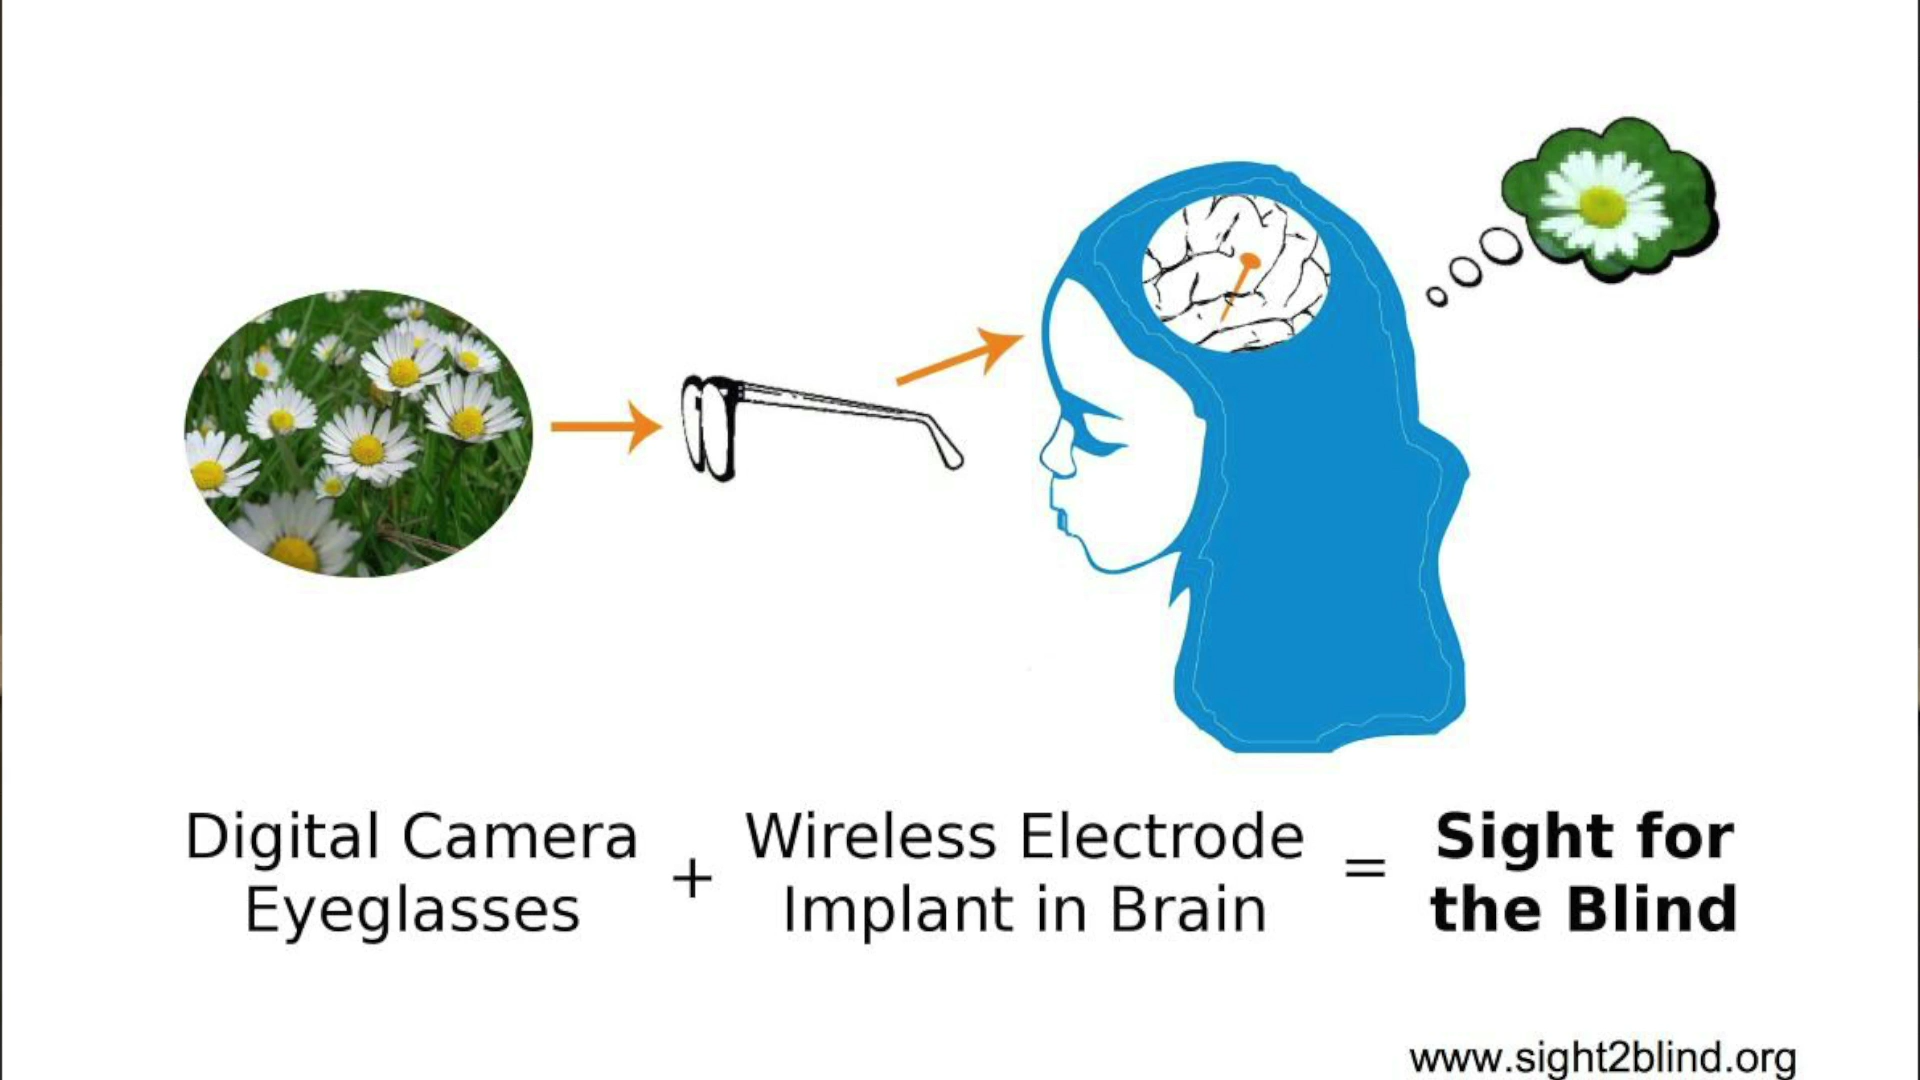 Digital Camera
Eyeglasses
+
Wireless Electrode
Implant in Brain
=
Sight for
the Blind
www.sight2blind.org